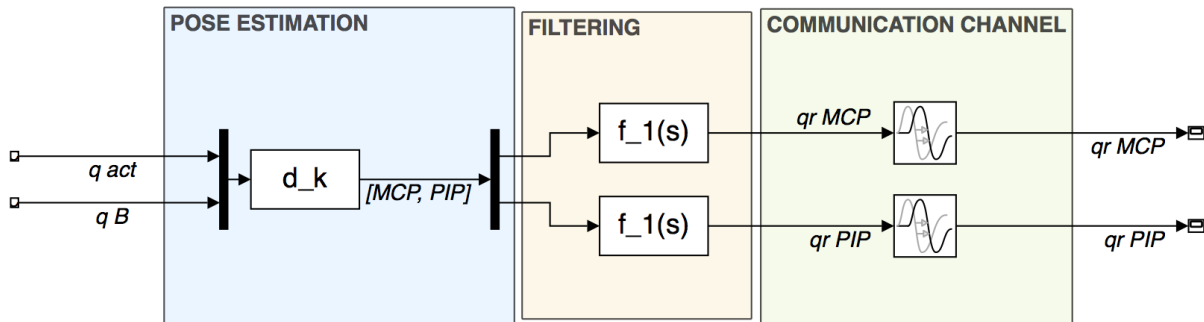 POSE ESTIMATION
FILTERING
COMMUNICATION CHANNEL
q act
q B
d_k
[MCP, PIP]
f_1(s)
f_1(s)
qr MCP
qr PIP
qr MCP
qr PIP